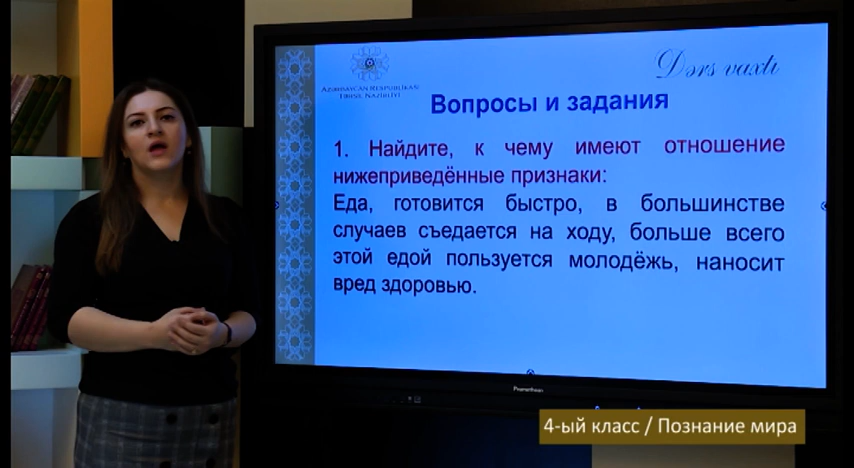 Dərs vaxtı
AZƏRBAYCAN RESPUBLİKASI
TƏHSİL NAZİRLİYİ
Вопросы и задания
1. Найдите, к чему имеют отношение
нижеприведённые признаки:
Еда, готовится быстро, в большинстве
случаев съедается на ходу, больше всего
этой едой пользуется молодёжь, наносит
вред здоровью.
Promethean
4-ый класс / Познание мира